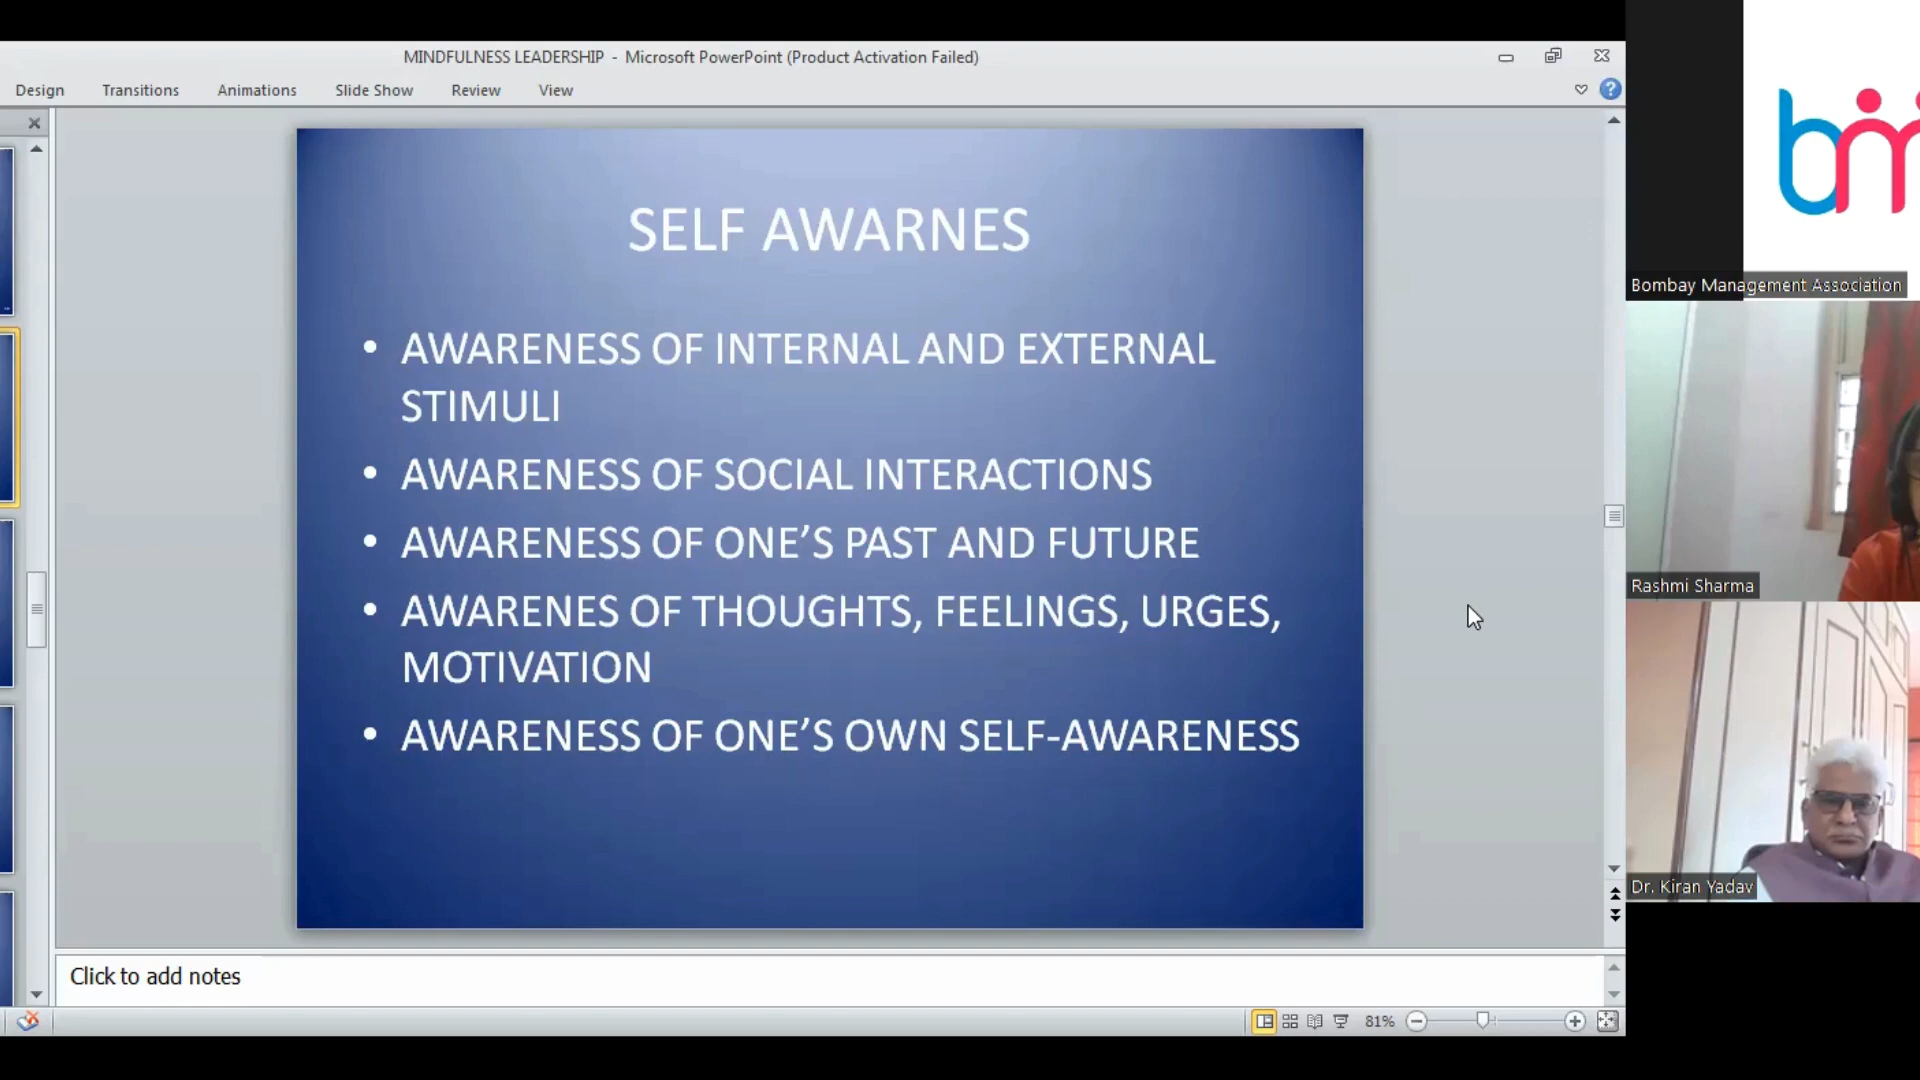 MINDFULNESS LEADERSHIP - Microsoft PowerPoint (Product Activation Failed)
Design Transitions Animations Slide Show Review View
SELF AWARNES
• AWARENESS OF INTERNAL AND EXTERNAL
STIMULI
• AWARENESS OF SOCIAL INTERACTIONS
• AWARENESS OF ONE’S PAST AND FUTURE
• AWARENES OF THOUGHTS, FEELINGS, URGES,
MOTIVATION
• AWARENESS OF ONE’S OWN SELF-AWARENESS
Click to add notes
81%
bm
Bombay Management Association
Rashmi Sharma
Dr. Kiran Yadav